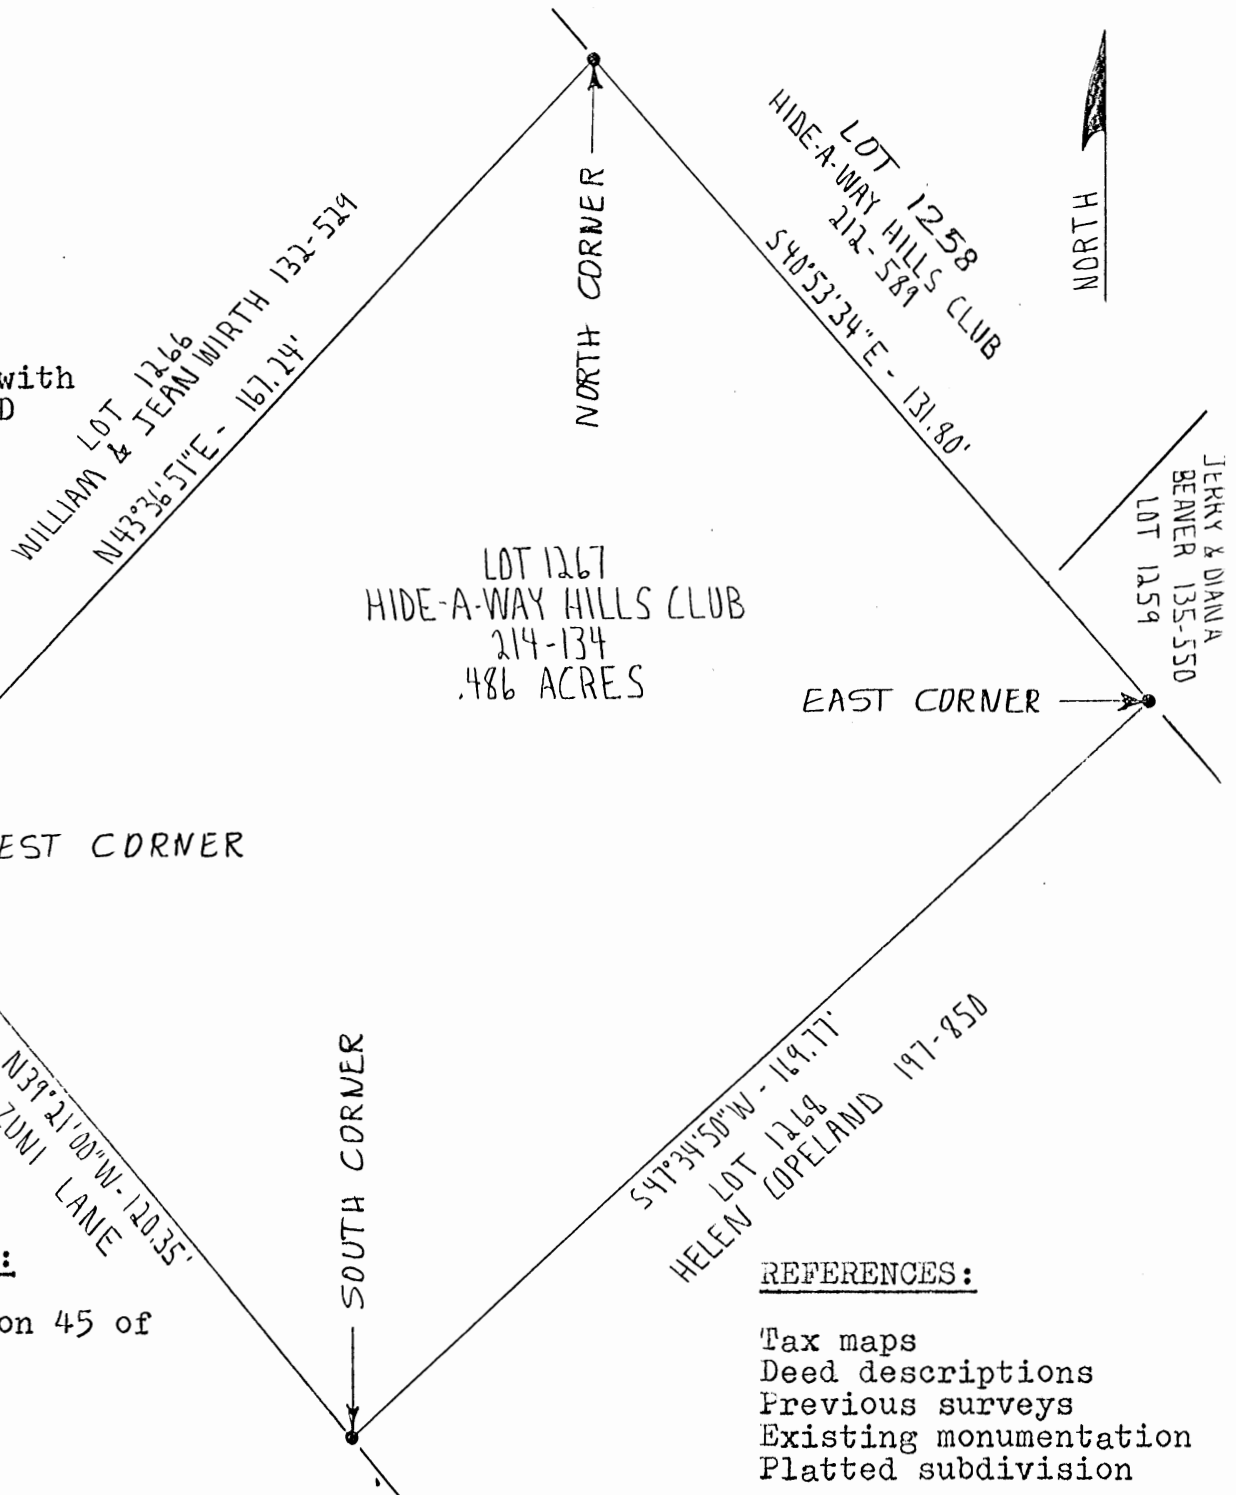 LOT 1258
HIDE-A-WAY HILLS CLUB
212-589
S40°53'34"E - 131.80'
NORTH
NORTH CORNER
LOT 1266
WILLIAM & JEAN WIRTH 132-529
N43°36'51"E - 167.24'
with
D
JERRY & DIANA
BEAVER 135-550
LOT 1259
LOT 1267
HIDE-A-WAY HILLS CLUB
214-134
.486 ACRES
EAST CORNER
EST CORNER
N39°21'00"W - 120.35'
ZUNI LANE
SOUTH CORNER
S47°34'50"W - 169.77'
LOT 1268
HELEN COPELAND 197-850
:
on 45 of
REFERENCES:
Tax maps
Deed descriptions
Previous surveys
Existing monumentation
Platted subdivision